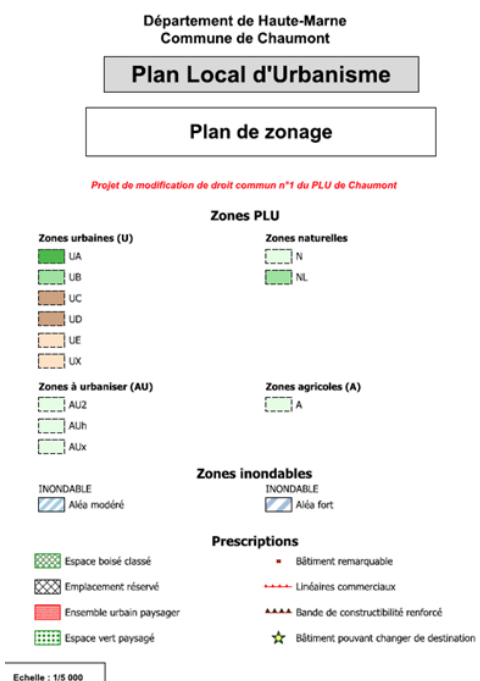 Département de Haute-Marne
Commune de Chaumont
Plan Local d'Urbanisme
Plan de zonage
Projet de modification de droit commun n°1 du PLU de Chaumont
Zones PLU
Zones urbaines (U)
UA
UB
UC
UD
UE
UX
Zones naturelles
N
NL
Zones à urbaniser (AU)
AU2
AUh
AUx
Zones agricoles (A)
A
Zones inondables
INONDABLE
Aléa modéré
INONDABLE
Aléa fort
Prescriptions
Espace boisé classé
Emplacement réservé
Ensemble urbain paysager
Espace vert paysagé
Bâtiment remarquable
Linéaires commerciaux
Bande de constructibilité renforcé
Bâtiment pouvant changer de destination
Echelle : 1/5 000